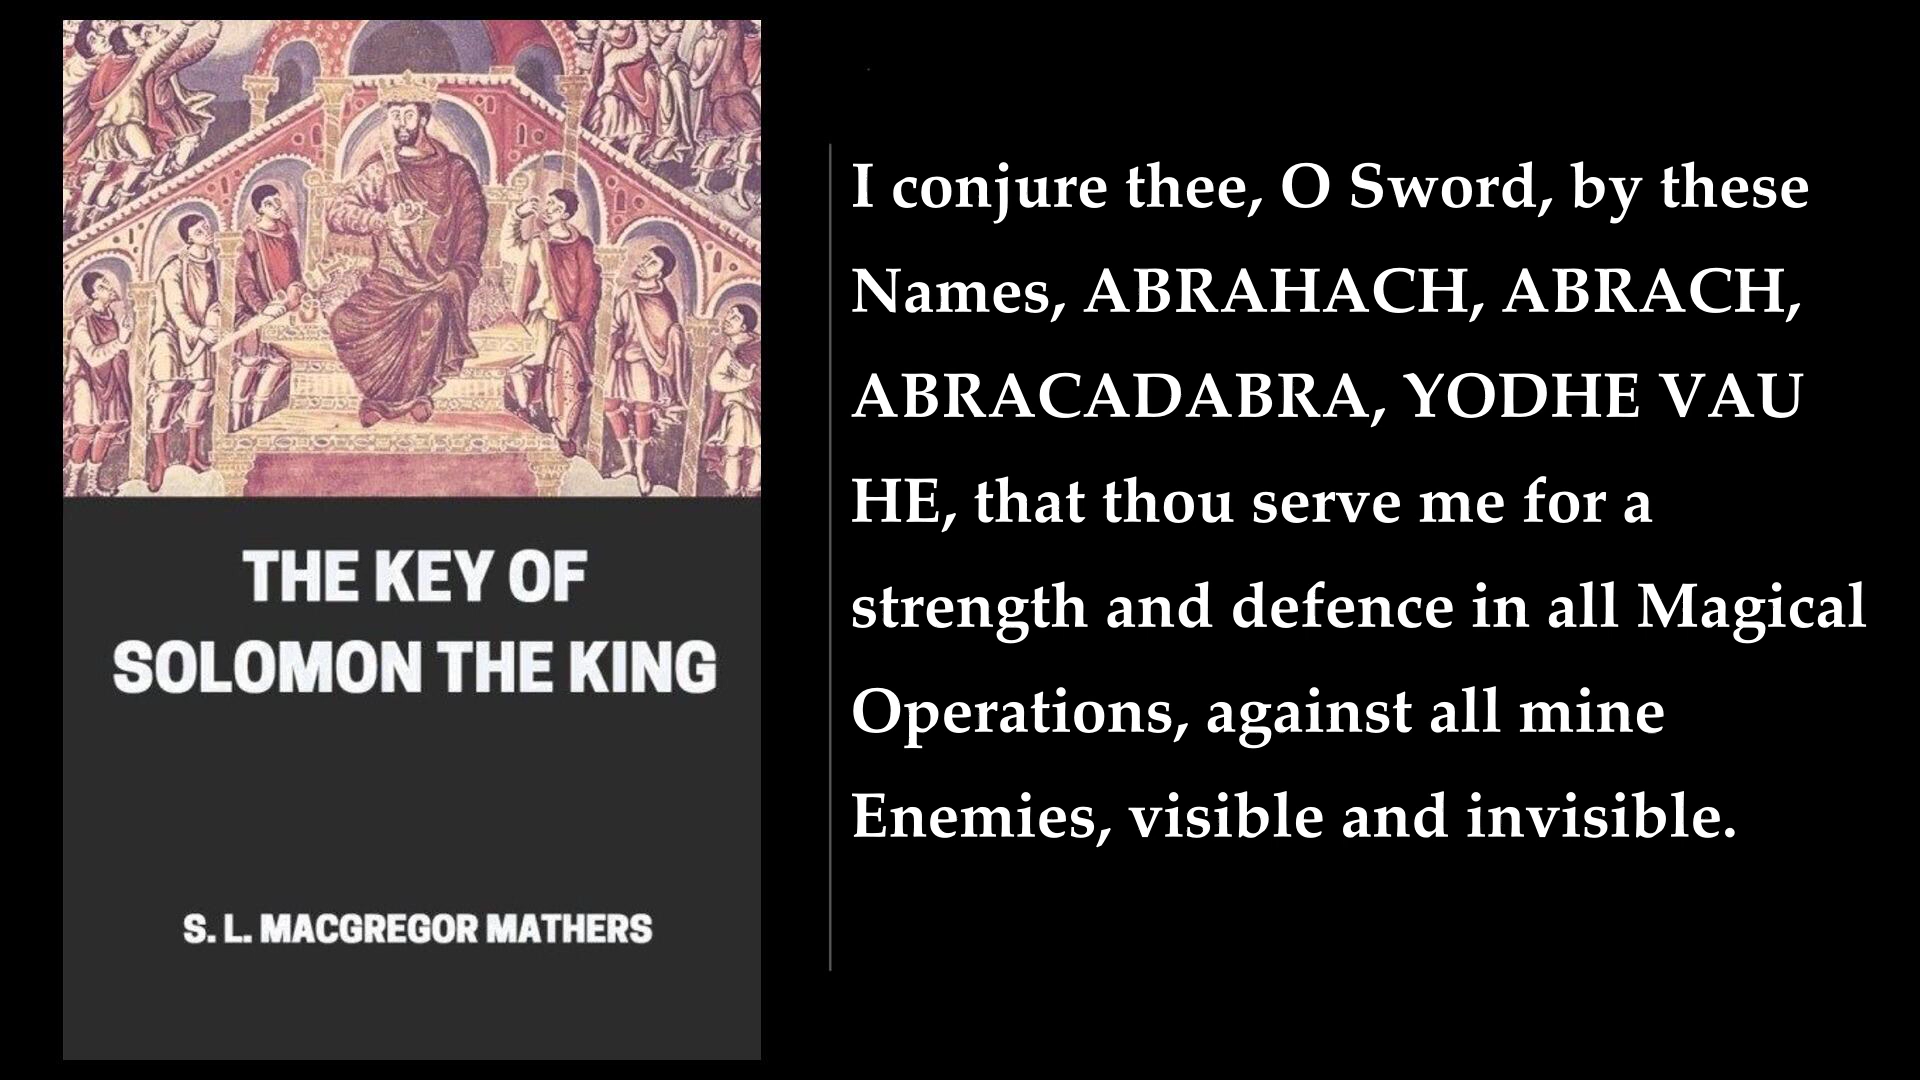 THE KEY OF
SOLOMON THE KING
S. L. MACGREGOR MATHERS
I conjure thee, O Sword, by these
Names, ABRAHACH, ABRACH,
ABRACADABRA, YODHE VAU
HE, that thou serve me for a
strength and defence in all Magical
Operations, against all mine
Enemies, visible and invisible.